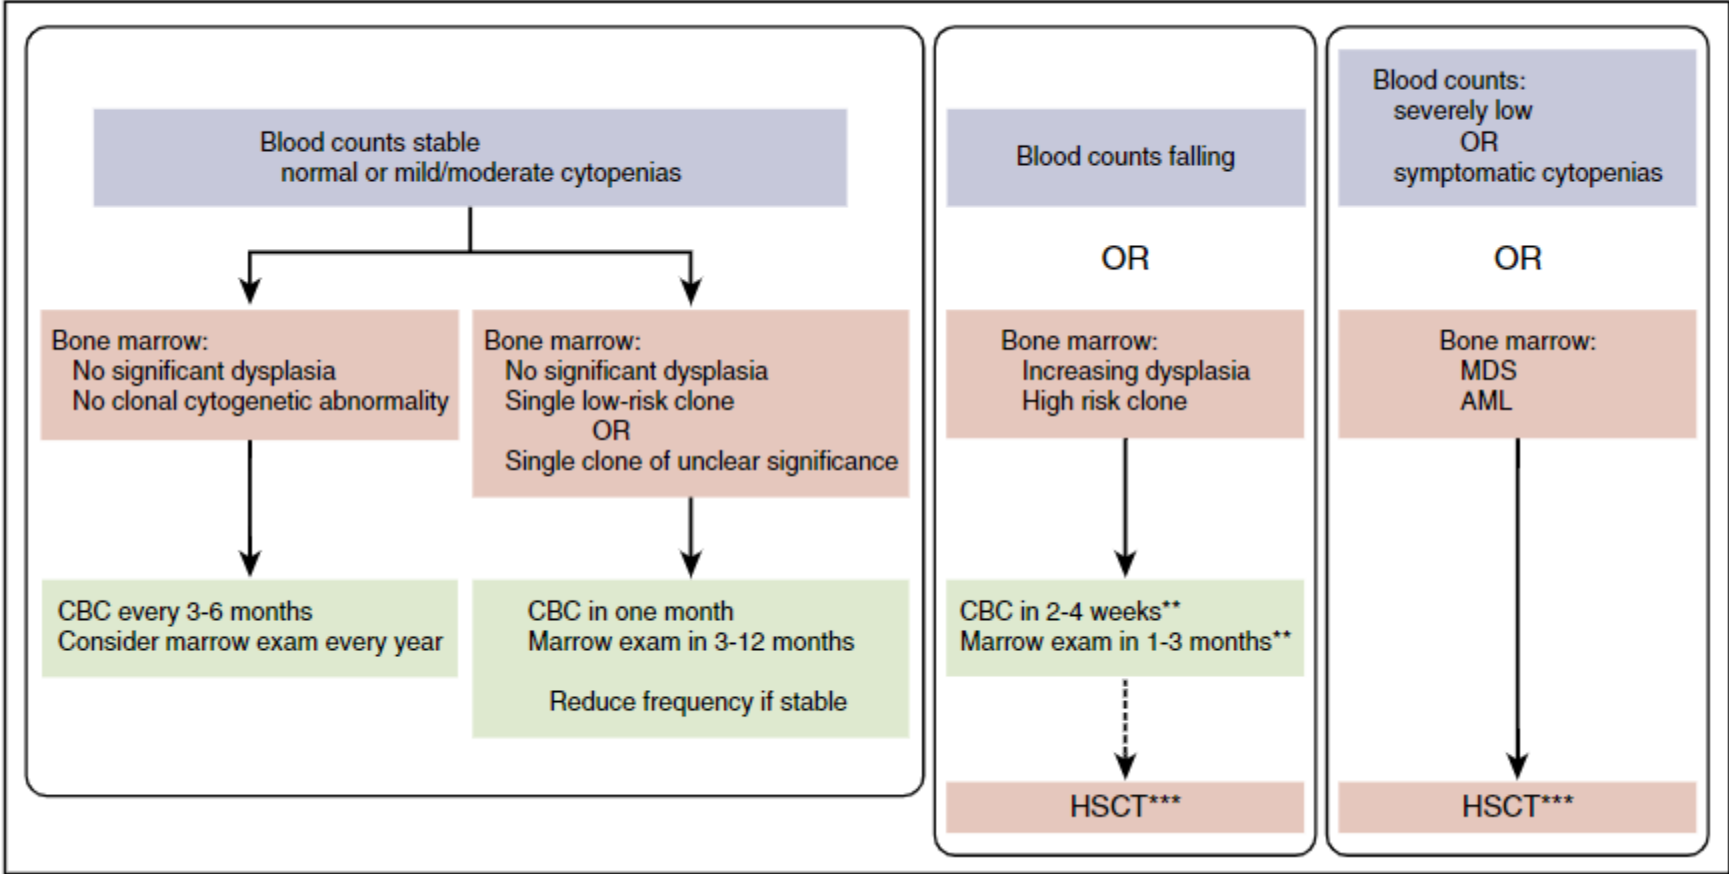 Blood counts stable
normal or mild/moderate cytopenias
Bone marrow:
No significant dysplasia
No clonal cytogenetic abnormality
CBC every 3-6 months
Consider marrow exam every year
Bone marrow:
No significant dysplasia
Single low-risk clone
OR
Single clone of unclear significance
CBC in one month
Marrow exam in 3-12 months
Reduce frequency if stable
Blood counts falling
OR
Bone marrow:
Increasing dysplasia
High risk clone
CBC in 2-4 weeks**
Marrow exam in 1-3 months**
HSCT***
Blood counts:
severely low
OR
symptomatic cytopenias
OR
Bone marrow:
MDS
AML
HSCT***